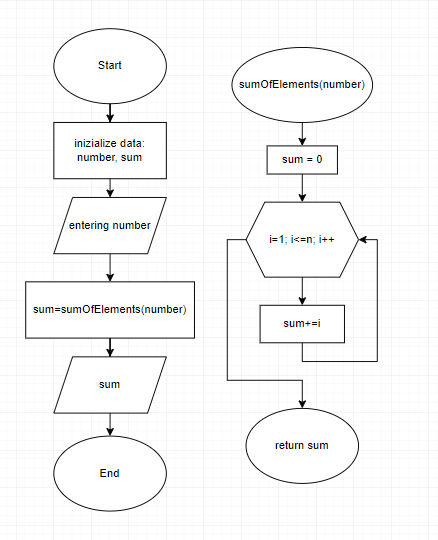 Start
inizialize data:
number, sum
entering number
sum=sumOfElements(number)
sum
End
sumOfElements(number)
sum = 0
i=1; i<=n; i++
sum+=i
return sum